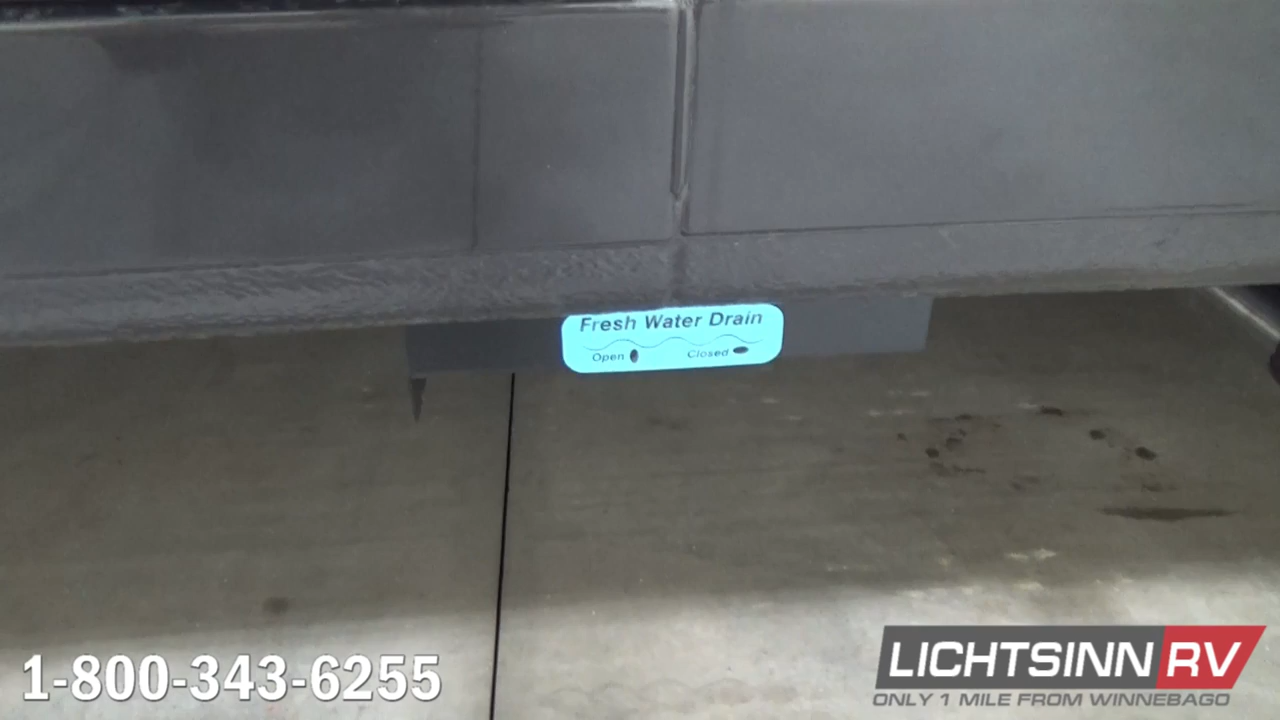 Fresh Water Drain
Open Closed
1-800-343-6255
LICHTSINN RV
ONLY 1 MILE FROM WINNEBAGO